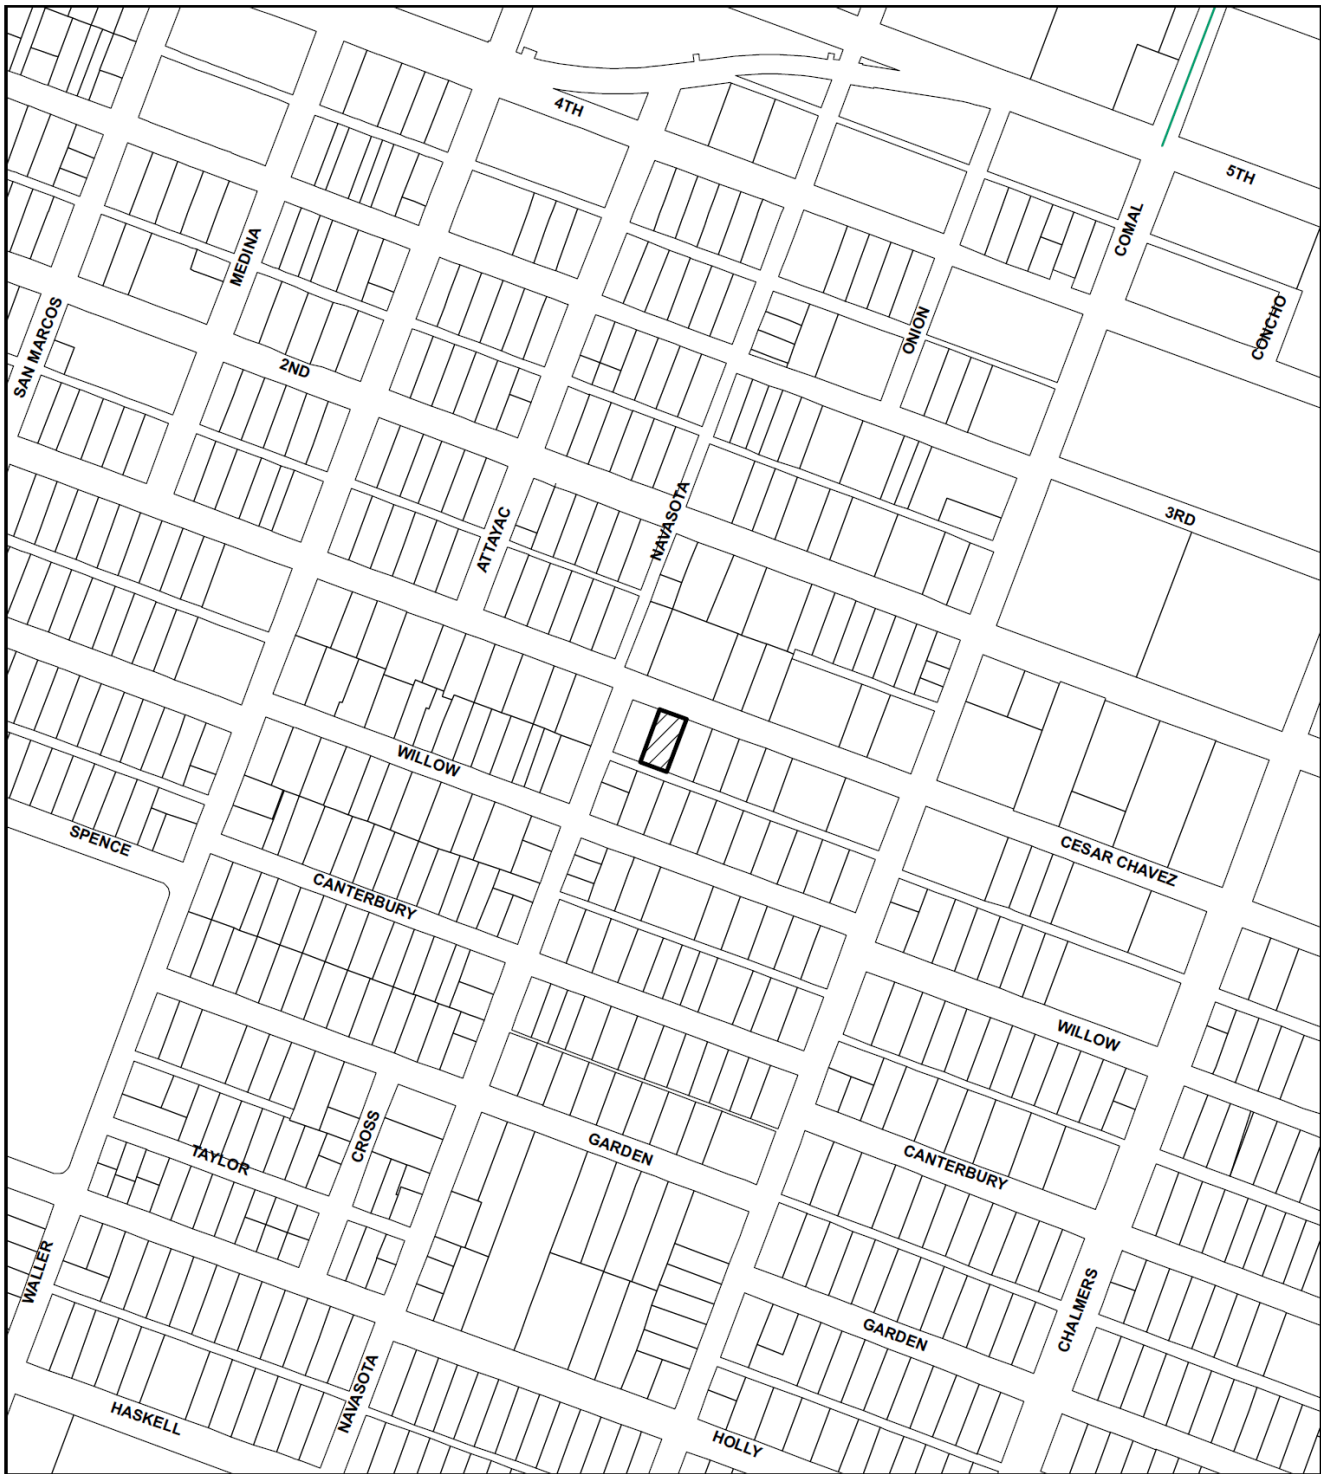 4TH
5TH
COMAL
MEDINA
SAN MARCOS
ONION
CONCHO
2ND
NAVASOTA
3RD
ATTAYAC
WILLOW
SPENCE
CESAR CHAVEZ
CANTERBURY
WILLOW
CROSS
GARDEN
TAYLOR
CANTERBURY
WALLER
CHALMERS
GARDEN
NAVASOTA
HASKELL
HOLLY